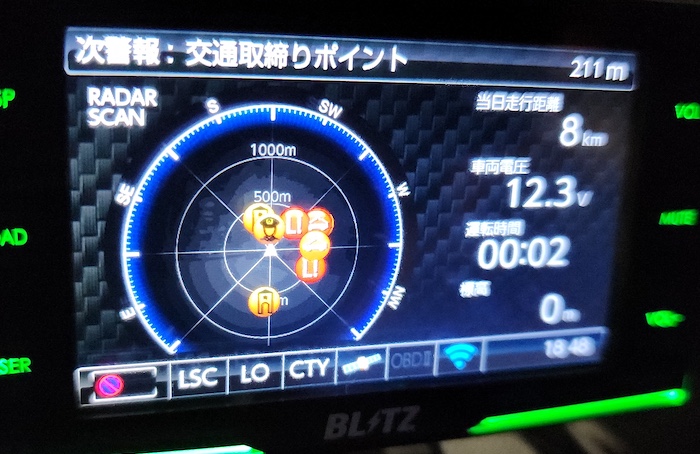 次警報：交通取締りポイント 211m
RADAR
SCAN
S
SW
W
NW
SE
E
1000m
500m
P
L!
L!
当日走行距離
8km
車両電圧
12.3V
運転時間
00:02
標高
0m
LSC LO CTY OBDⅡ 18:48
MUTE
BLITZ